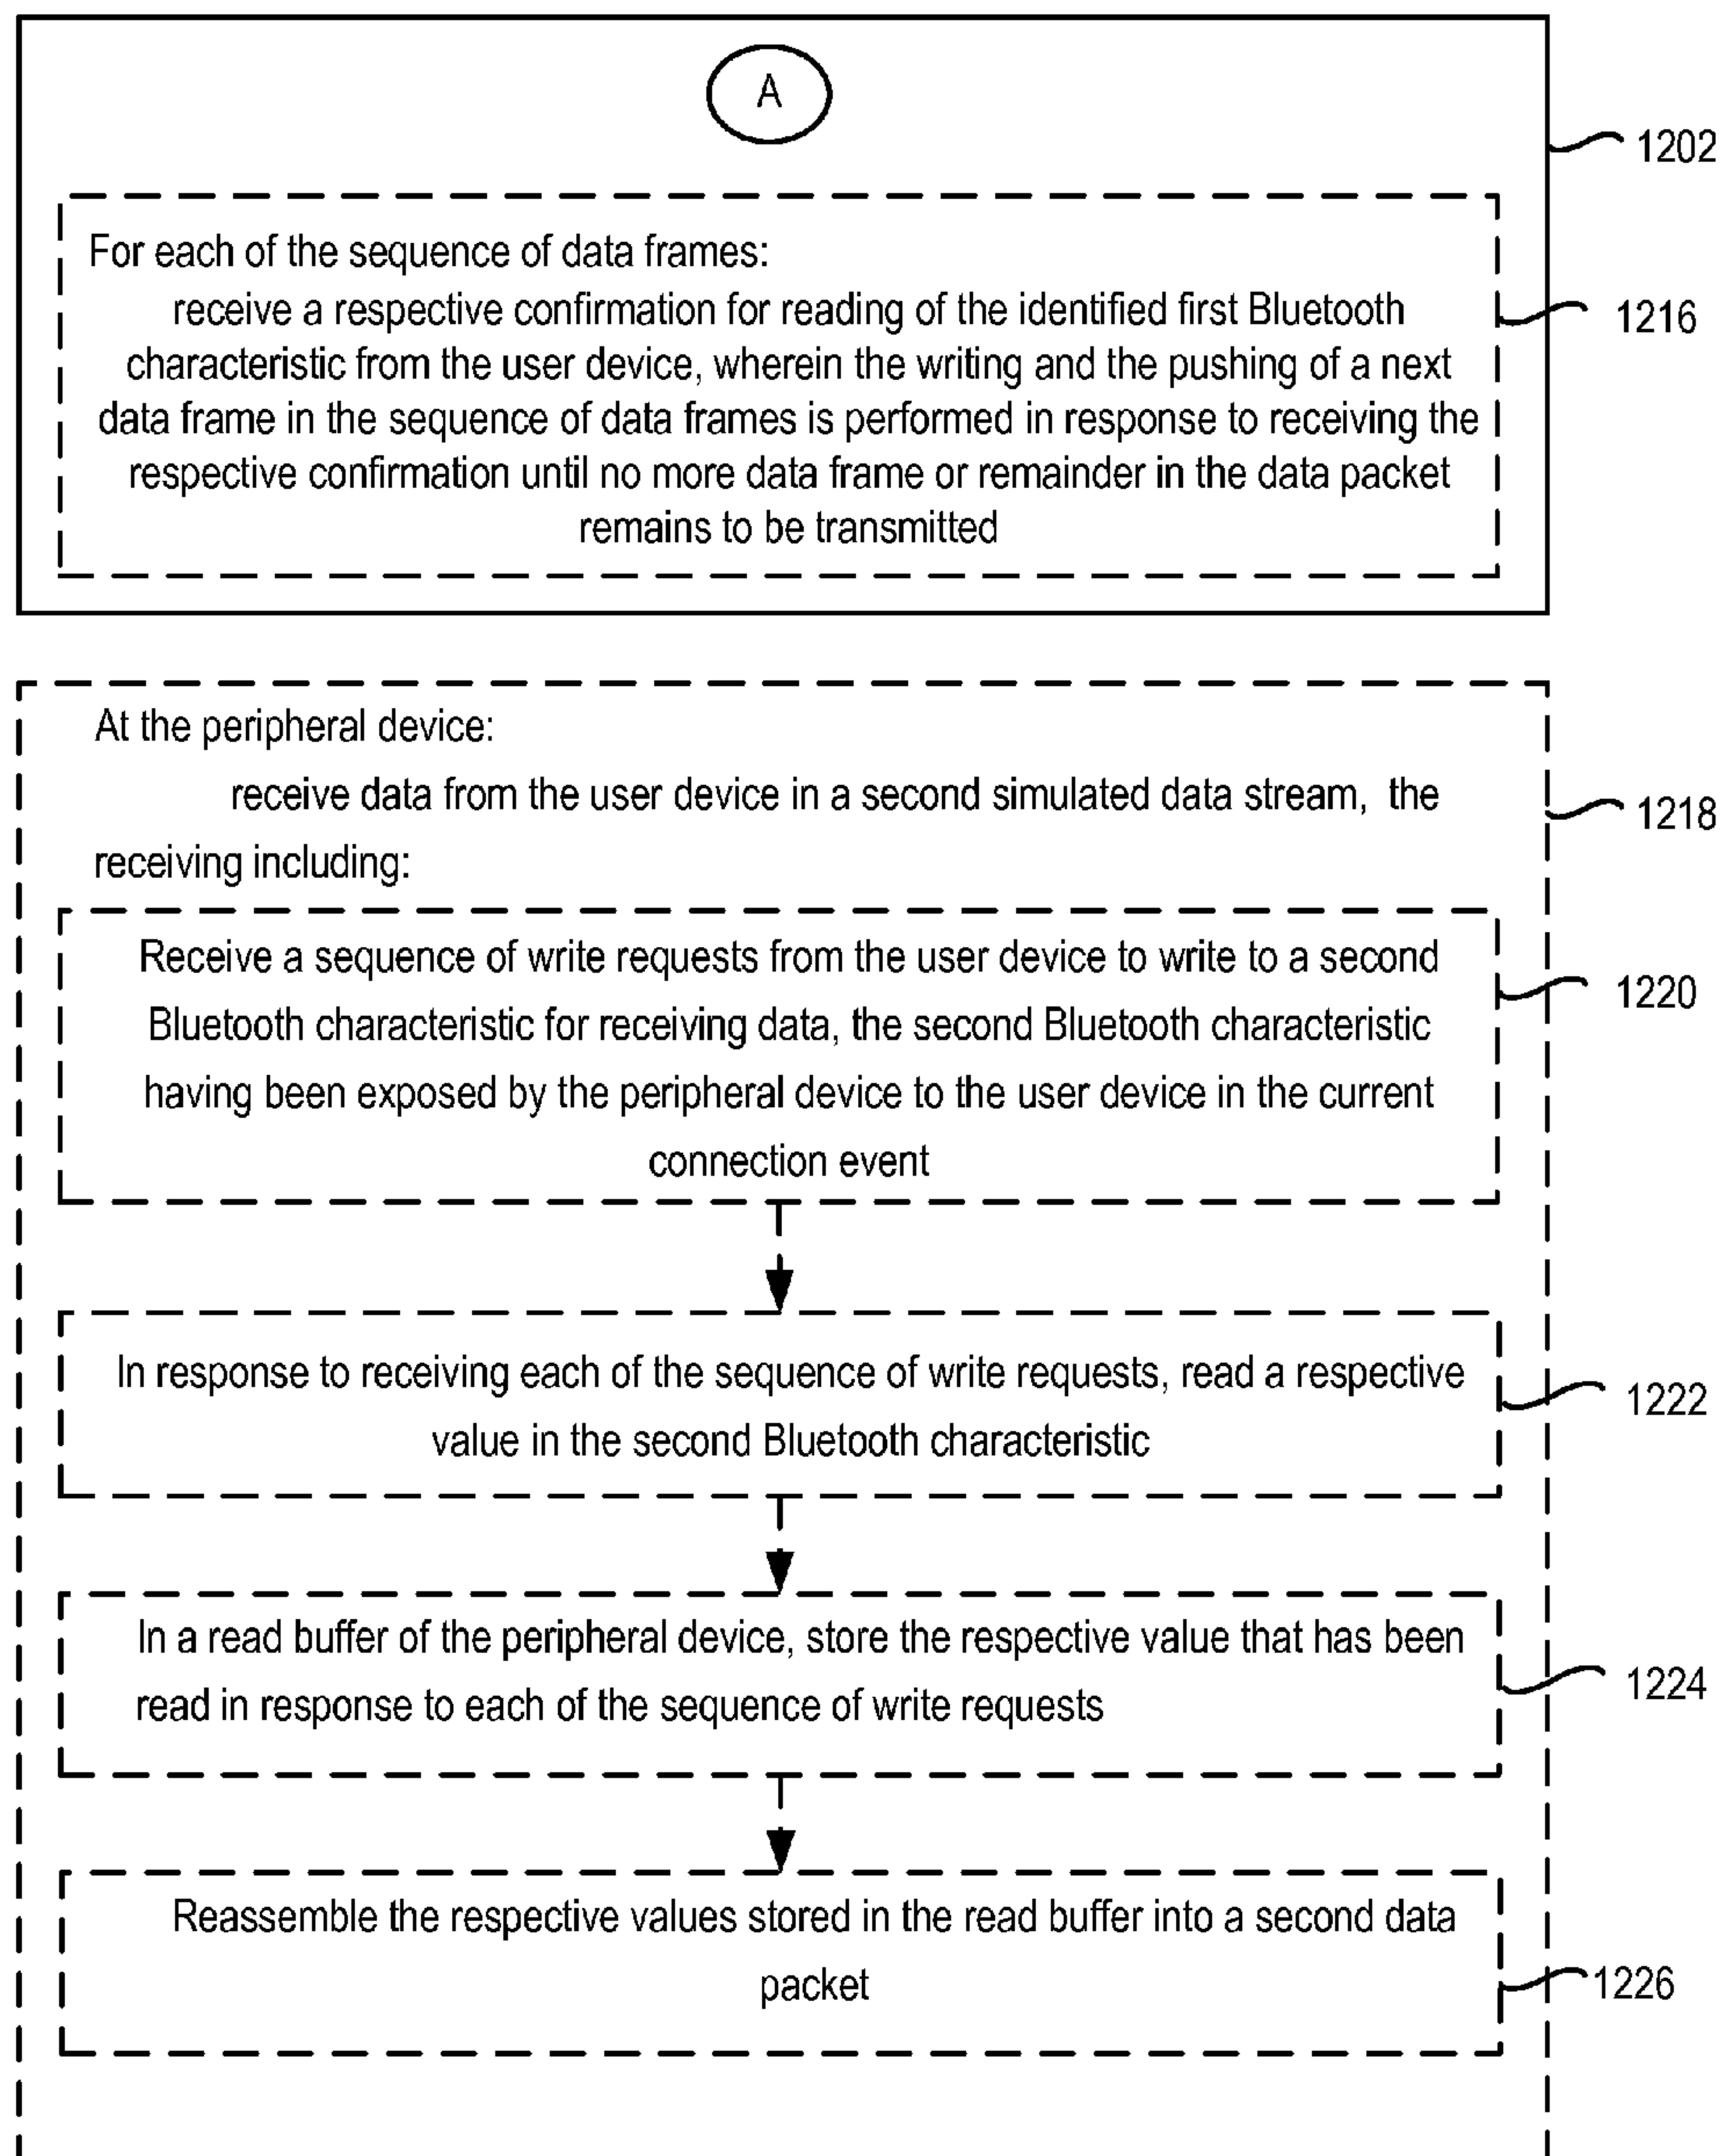 A
1202
For each of the sequence of data frames:
receive a respective confirmation for reading of the identified first Bluetooth
characteristic from the user device, wherein the writing and the pushing of a next
data frame in the sequence of data frames is performed in response to receiving the
respective confirmation until no more data frame or remainder in the data packet
remains to be transmitted
1216
At the peripheral device:
receive data from the user device in a second simulated data stream, the
receiving including:
1218
Receive a sequence of write requests from the user device to write to a second
Bluetooth characteristic for receiving data, the second Bluetooth characteristic
having been exposed by the peripheral device to the user device in the current
connection event
1220
In response to receiving each of the sequence of write requests, read a respective
value in the second Bluetooth characteristic
1222
In a read buffer of the peripheral device, store the respective value that has been
read in response to each of the sequence of write requests
1224
Reassemble the respective values stored in the read buffer into a second data
packet
1226